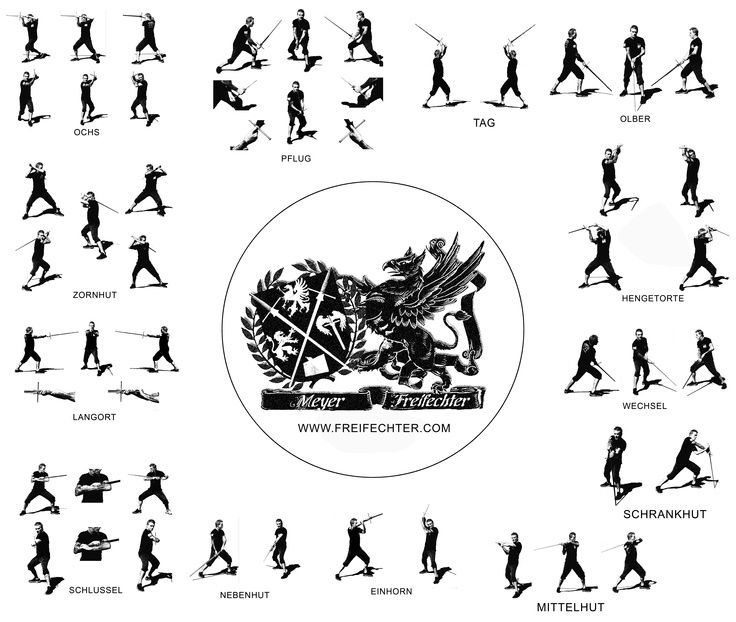 OCHS
PFLUG
TAG
OLBER
ZORNHUT
HENGETORTE
LANGORT
WECHSEL
Meyer Freifechter
WWW.FREIFECHTER.COM
SCHRANKHUT
SCHLUSSEL
NEBENHUT
EINHORN
MITTELHUT